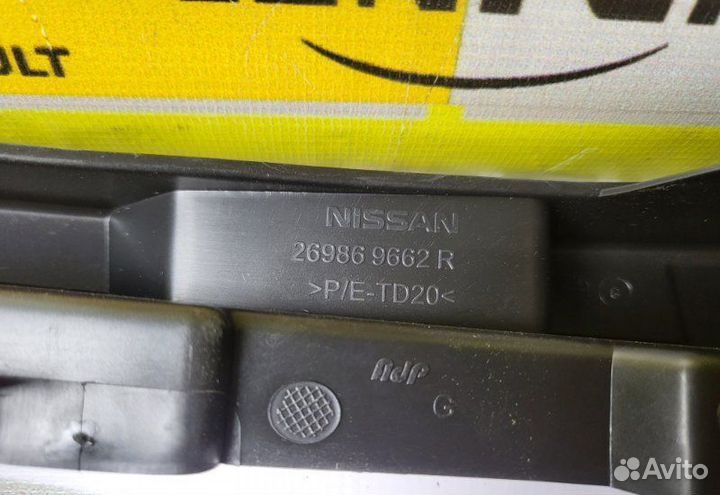 OLT
NISSAN
26986 9662 R
>P/E-TD20<
AdP
G
Avito